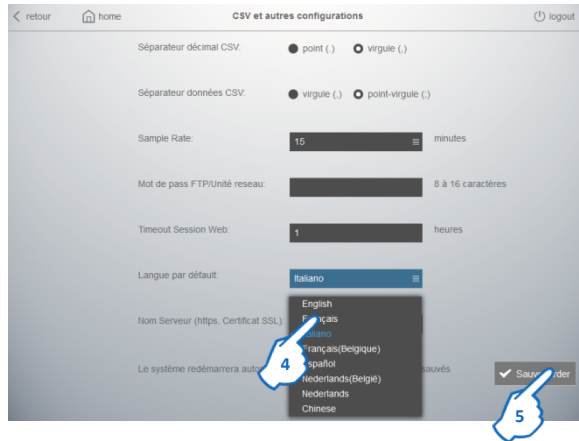 retour
home
CSV et autres configurations
logout
Séparateur décimal CSV:
point (.)
virgule (,)
Séparateur données CSV:
virgule (,)
point-virgule (;)
Sample Rate:
15
minutes
Mot de pass FTP/Unité reseau:
8 à 16 caractères
Timeout Session Web:
1
heures
Langue par défault:
Italiano
English
Nom Serveur (https, Certificat SSL):
Italiano
Français(Belgique)
Le système redémarrera
sauvés
Nederlands(België)
Nederlands
Chinese
4
5